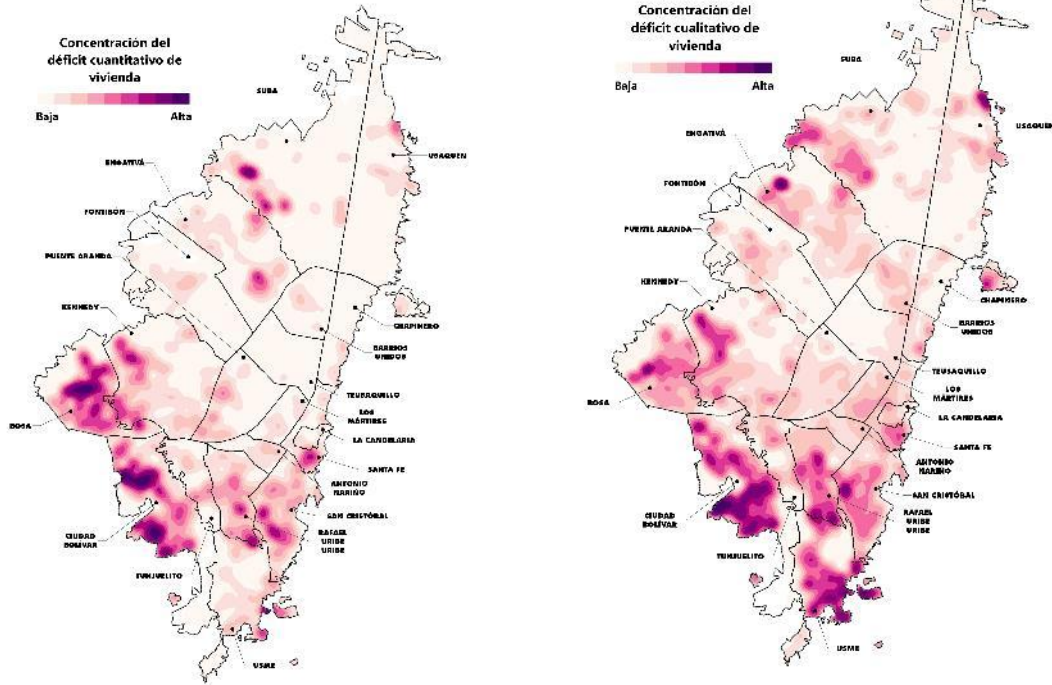 Concentración del
déficit cuantitativo de
vivienda
Baja
Alta
SUBA
ENGATIVÁ
USAQUÉN
FONTIBÓN
PUENTE ARANDA
KENNEDY
CHAPINERO
BARRIOS
UNIDOS
TEUSAQUILLO
BOSA
LOS
MÁRTIRES
LA CANDELARIA
SANTA FE
ANTONIO
NARIÑO
SAN CRISTÓBAL
CIUDAD
BOLÍVAR
RAFAEL
URIBE
URIBE
TUNJUELITO
USME
Concentración del
déficit cualitativo de
vivienda
Baja
Alta
SUBA
USAQUÉN
ENGATIVÁ
FONTIBÓN
PUENTE ARANDA
KENNEDY
CHAPINERO
BARRIOS
UNIDOS
TEUSAQUILLO
LOS
MÁRTIRES
BOSA
LA CANDELARIA
SANTA FE
ANTONIO
NARIÑO
SAN CRISTÓBAL
CIUDAD
BOLÍVAR
RAFAEL
URIBE
URIBE
TUNJUELITO
USME